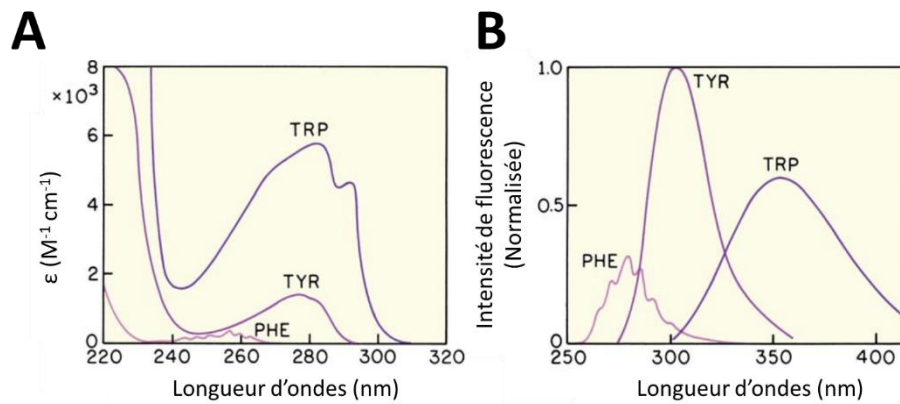 A
8
×10³
6
4
2
0
220
240
260
280
300
320
TRP
TYR
PHE
ε (M⁻¹ cm⁻¹)
Longueur d’ondes (nm)
B
1.0
0.5
0
250
300
350
400
TYR
TRP
PHE
Intensité de fluorescence
(Normalisée)
Longueur d’ondes (nm)